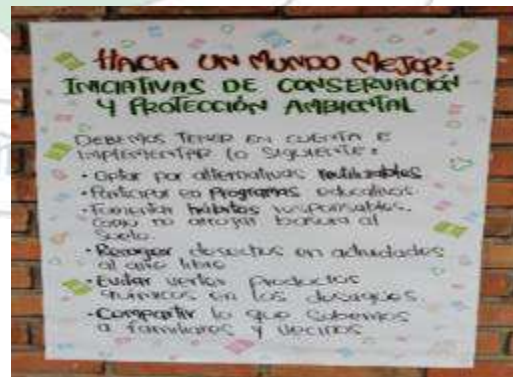 HACIA UN MUNDO MEJOR:
INICIATIVAS DE CONSERVACIÓN
Y PROTECCIÓN AMBIENTAL
DEBEMOS TENER EN CUENTA E
IMPLEMENTAR LO SIGUIENTE:
• Optar por alternativas reutilizables
• Participar en Programas educativos.
• Fomentar hábitos responsables,
como no arrojar basura al
suelo.
• Recoger desechos en actividades
al aire libre
• Evitar verter productos
químicos en los desagües.
• Compartir lo que sabemos
a familiares y vecinos